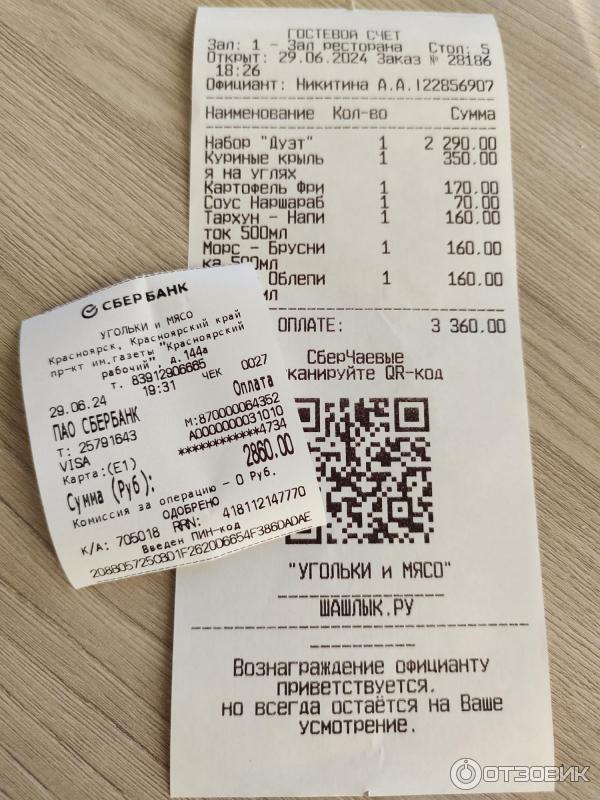 ГОСТЕВОЙ СЧЕТ
Зал: 1 - Зал ресторана Стол: 5
Открыт: 29.06.2024 Заказ № 28186
18:26
Официант: Никитина А.А.122856907
Наименование Кол-во Сумма
Набор "Дуэт" 1 2 290.00
Куриные крыль 1 350.00
я на углях
Картофель Фри 1 170.00
Соус Наршараб 1 70.00
Тархун - Напи 1 160.00
ток 500мл
Морс - Брусни 1 160.00
ка 500мл
Облепи 1 160.00
ОПЛАТЕ: 3 360.00
СберЧаевые
сканируйте QR-код
"УГОЛЬКИ и МЯСО"
ШАШЛЫК.РУ
Вознаграждение официанту
приветствуется,
но всегда остаётся на Ваше
усмотрение.
СБЕР БАНК
УГОЛЬКИ и МЯСО
Красноярск, Красноярский край
пр-кт им.газеты "Красноярский
рабочий", д.144а
т. 83912906665
29.06.24 19:31 ЧЕК 0027
ПАО СБЕРБАНК Оплата
Т: 25791643 М:870000064352
VISA A0000000031010
Карта:(E1) ************4734
Сумма (Руб): 2860.00
Комиссия за операцию - 0 Руб.
ОДОБРЕНО
К/А: 705018 RRN: 418112147770
Введен ПИН-код
2088057250BD1F2620D6654F386DADAE
ОТЗОВИК